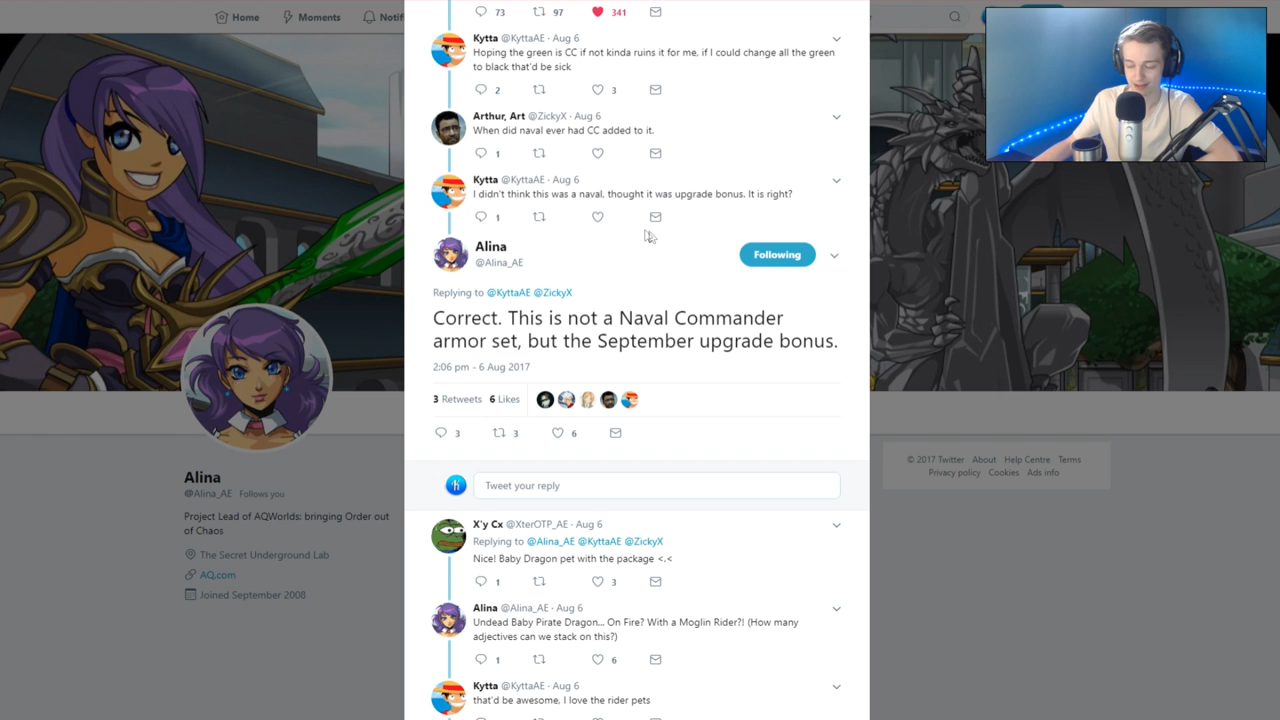 Home
Moments
Notifi
73 97 341
Kytta @KyttaAE · Aug 6
Hoping the green is CC if not kinda ruins it for me, if I could change all the green
to black that'd be sick
2 3
Arthur, Art @ZickyX · Aug 6
When did naval ever had CC added to it.
1
Kytta @KyttaAE · Aug 6
I didn't think this was a naval, thought it was upgrade bonus. It is right?
1
Alina
@Alina_AE
Following
Replying to @KyttaAE @ZickyX
Correct. This is not a Naval Commander
armor set, but the September upgrade bonus.
2:06 pm - 6 Aug 2017
3 Retweets 6 Likes
3 3 6
Tweet your reply
X'y Cx @XterOTP_AE · Aug 6
Replying to @Alina_AE @KyttaAE @ZickyX
Nice! Baby Dragon pet with the package <.<
1 3
Alina @Alina_AE · Aug 6
Undead Baby Pirate Dragon... On Fire? With a Moglin Rider?! (How many
adjectives can we stack on this?)
1 6
Kytta @KyttaAE · Aug 6
that'd be awesome, I love the rider pets
Alina
@Alina_AE Follows you
Project Lead of AQWorlds: bringing Order out
of Chaos
The Secret Underground Lab
AQ.com
Joined September 2008
© 2017 Twitter About Help Centre Terms
Privacy policy Cookies Ads info